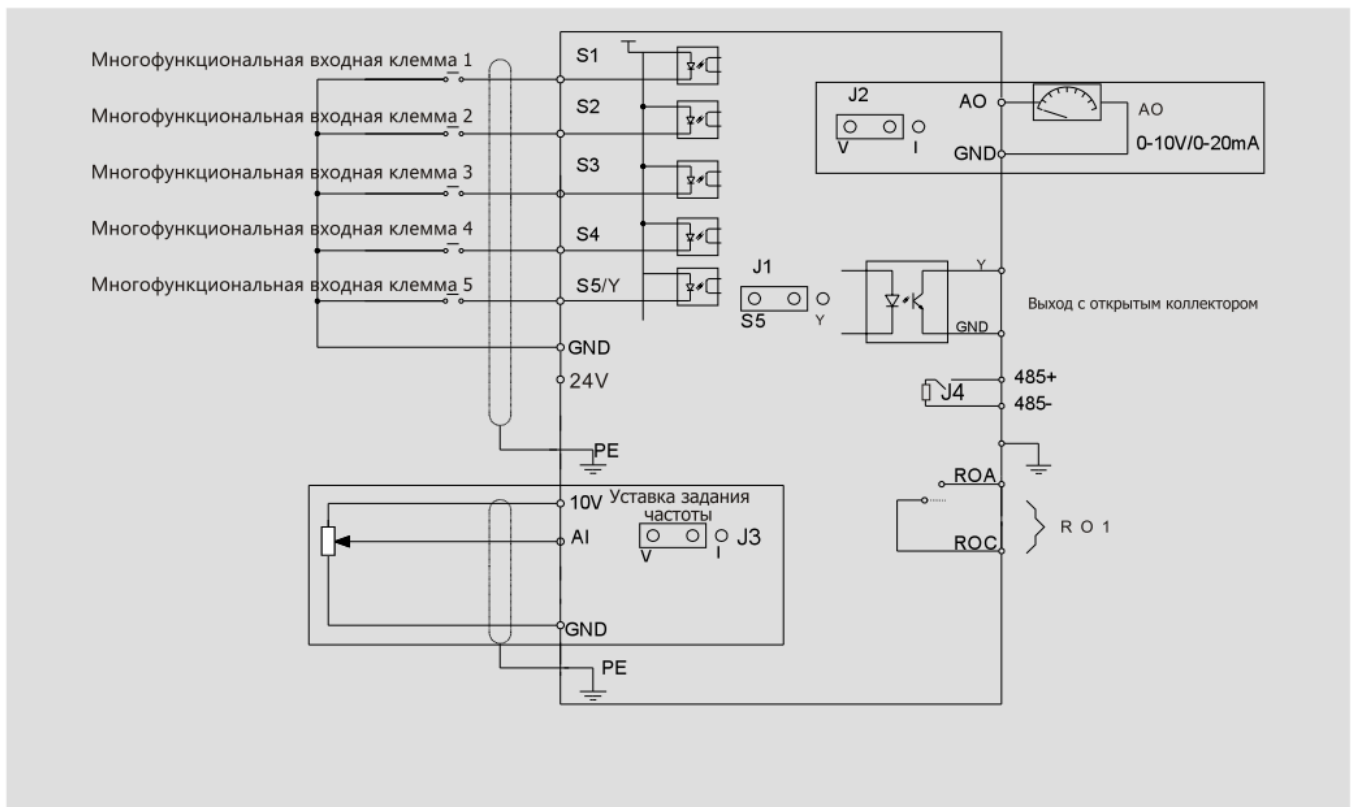 Многофункциональная входная клемма 1
S1
Многофункциональная входная клемма 2
S2
Многофункциональная входная клемма 3
S3
Многофункциональная входная клемма 4
S4
Многофункциональная входная клемма 5
S5/Y
GND
24V
PE
J2
V
I
AO
GND
AO
0-10V/0-20mA
J1
S5
Y
Y
GND
Выход с открытым коллектором
J4
485+
485-
ROA
ROC
R O 1
10V
Уставка задания
частоты
AI
V
I
J3
GND
PE